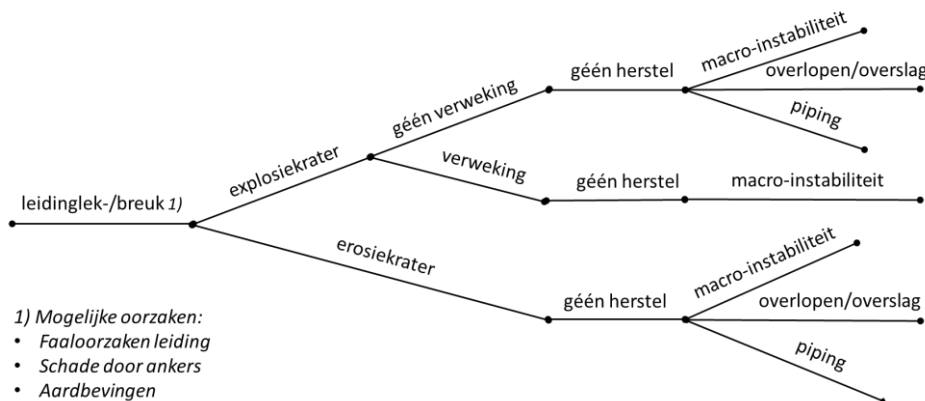 leidinglek-/breuk 1)
explosiekrater
géén verweking
géén herstel
macro-instabiliteit
overlopen/overslag
piping
verweking
géén herstel
macro-instabiliteit
erosiekrater
géén herstel
macro-instabiliteit
overlopen/overslag
piping
1) Mogelijke oorzaken:
• Faaloorzaken leiding
• Schade door ankers
• Aardbevingen